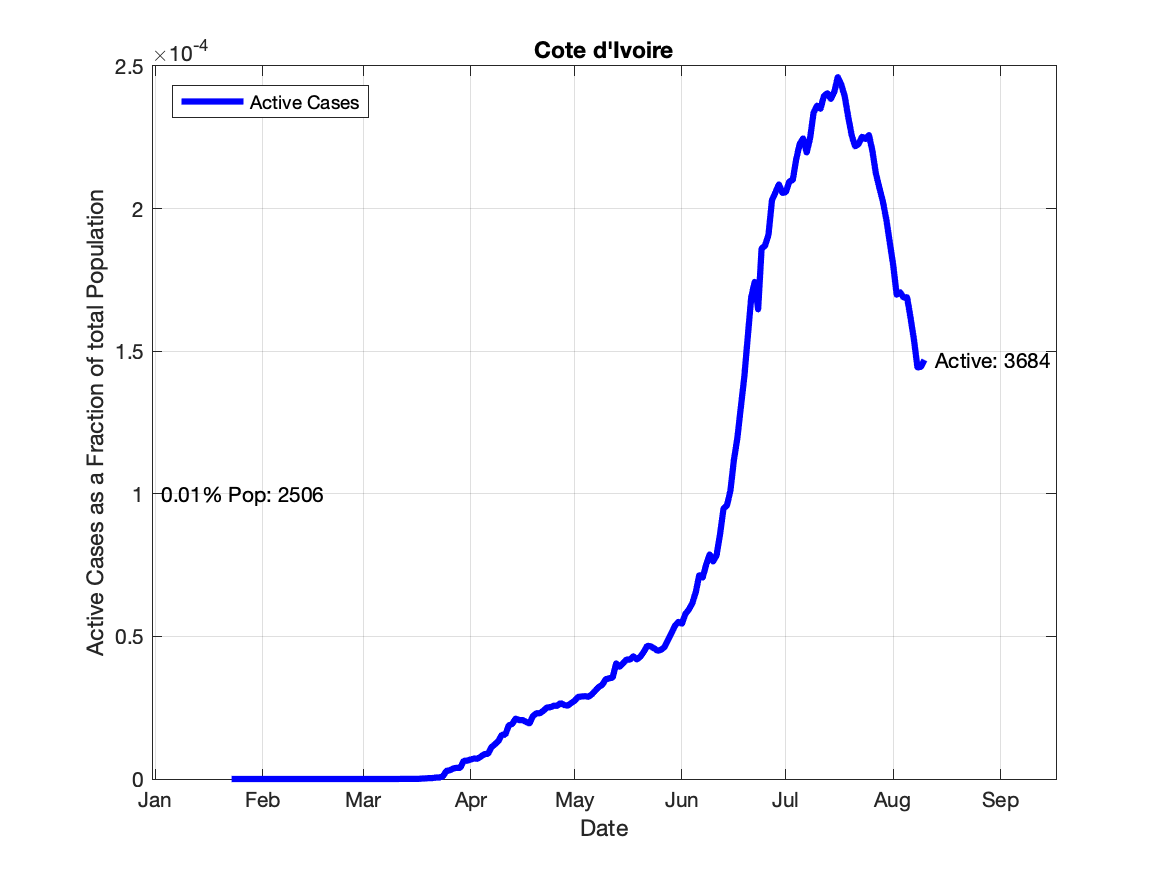 Cote d'Ivoire
×10-4
2.5
2
1.5
1
0.5
0
Active Cases
Active: 3684
0.01% Pop: 2506
Active Cases as a Fraction of total Population
Jan Feb Mar Apr May Jun Jul Aug Sep
Date